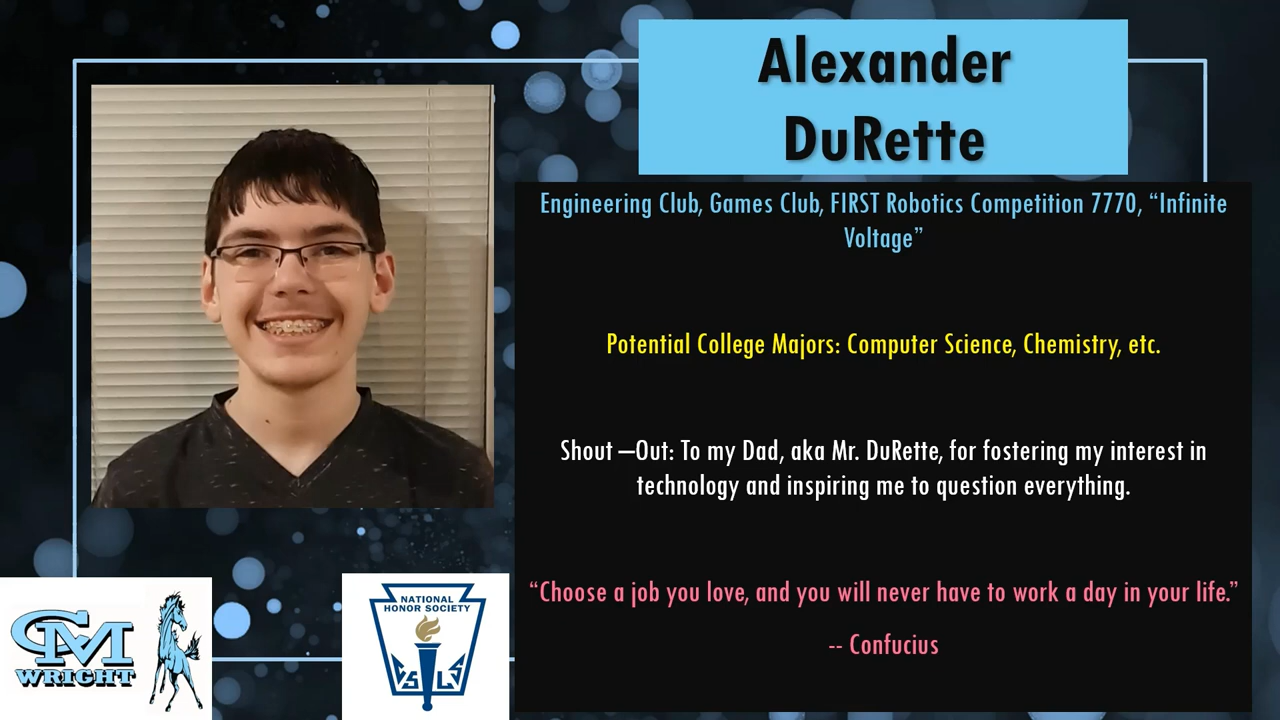 Alexander
DuRette
Engineering Club, Games Club, FIRST Robotics Competition 7770, “Infinite
Voltage”
Potential College Majors: Computer Science, Chemistry, etc.
Shout –Out: To my Dad, aka Mr. DuRette, for fostering my interest in
technology and inspiring me to question everything.
“Choose a job you love, and you will never have to work a day in your life.”
-- Confucius
CM
WRIGHT
NATIONAL
HONOR SOCIETY
C S L S